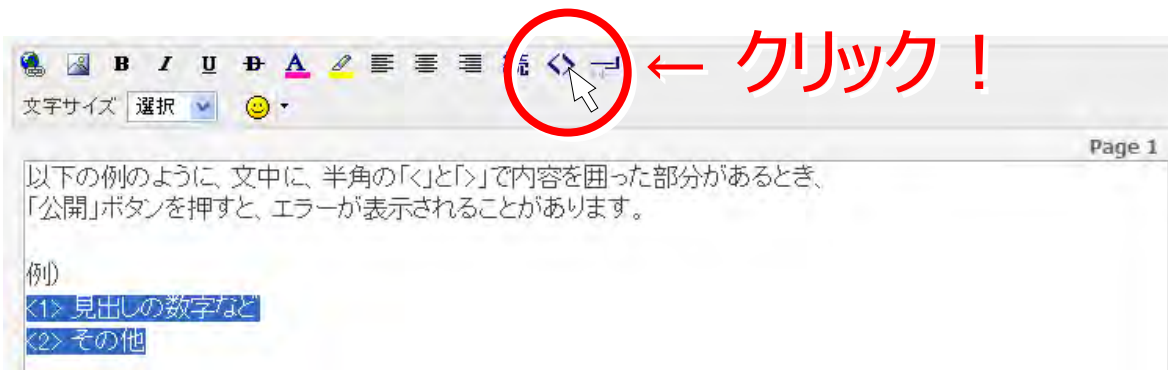 ← クリック！
B I U D A <>
文字サイズ 選択
Page 1
以下の例のように、文中に、半角の「<」と「>」で内容を囲った部分があるとき、
「公開」ボタンを押すと、エラーが表示されることがあります。
例)
<1> 見出しの数字など
<2> その他